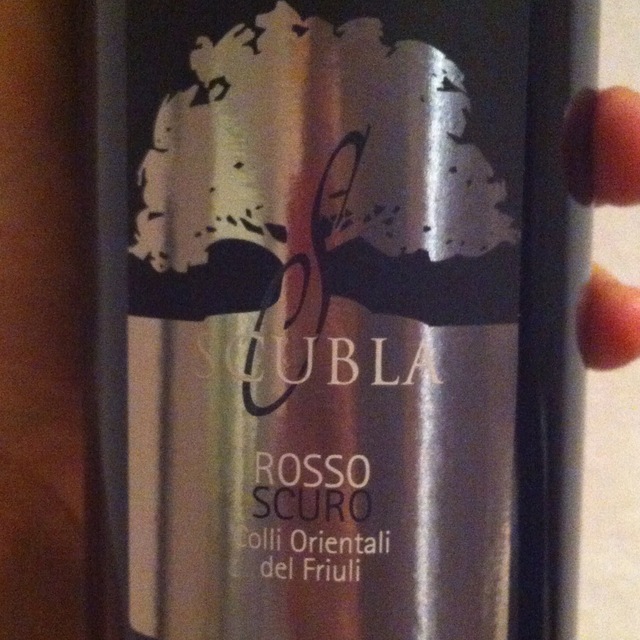 SCUBLA
ROSSO
SCURO
Colli Orientali
del Friuli